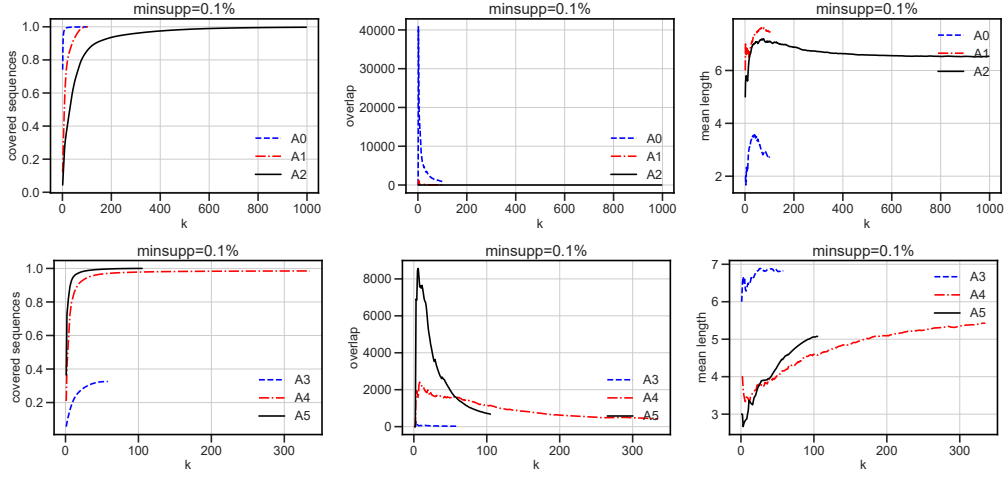 minsupp=0.1%
covered sequences
1.0
0.8
0.6
0.4
0.2
0.0
A0
A1
A2
0 200 400 600 800 1000
k
minsupp=0.1%
overlap
40000
30000
20000
10000
0
A0
A1
A2
0 200 400 600 800 1000
k
minsupp=0.1%
mean length
6
4
2
A0
A1
A2
0 200 400 600 800 1000
k
minsupp=0.1%
covered sequences
1.0
0.8
0.6
0.4
0.2
A3
A4
A5
0 100 200 300
k
minsupp=0.1%
overlap
8000
6000
4000
2000
0
A3
A4
A5
0 100 200 300
k
minsupp=0.1%
mean length
7
6
5
4
3
A3
A4
A5
0 100 200 300
k